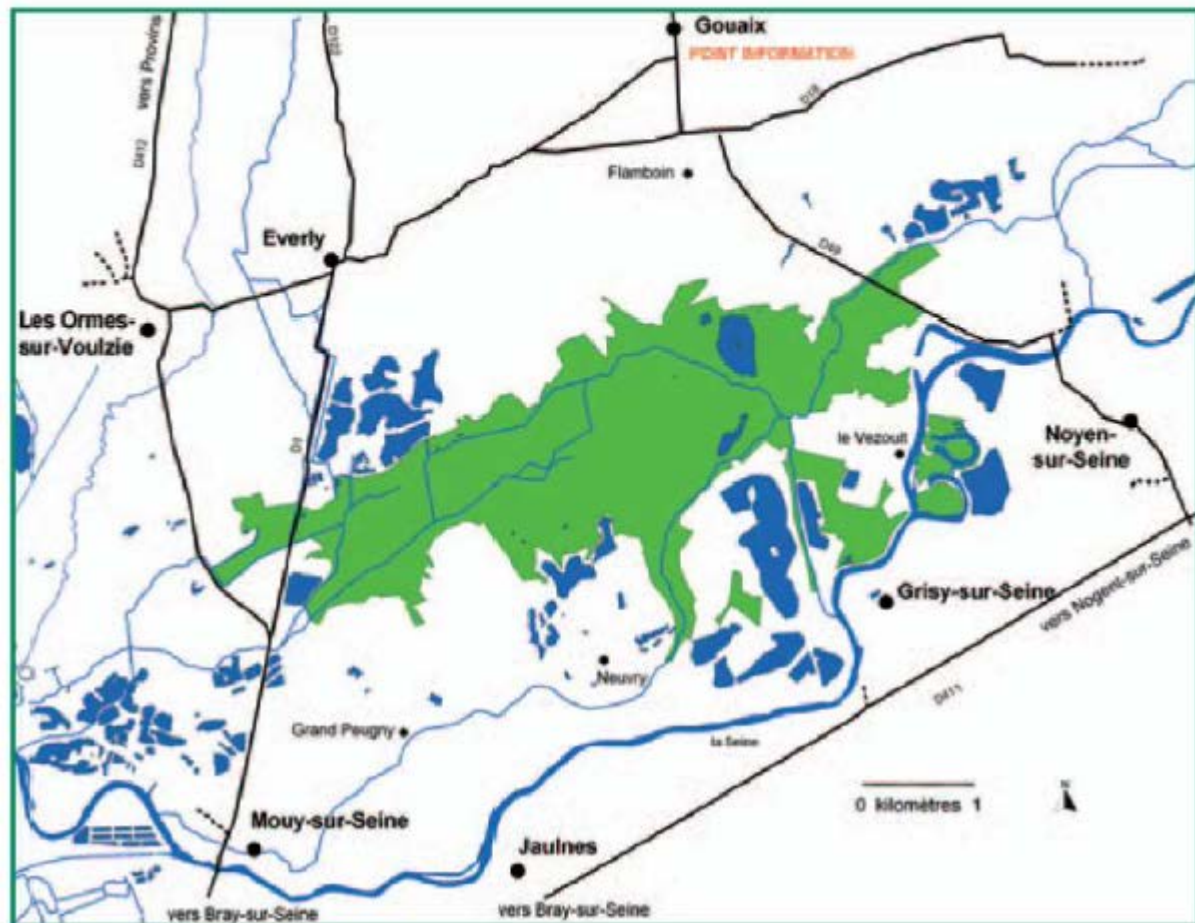 Gouaix
POINT INFORMATION
vers Provins
D412
D18
Flamboin
Everly
D49
Les Ormes-
sur-Voulzie
le Vezoult
Noyen-
sur-Seine
Grisy-sur-Seine
vers Nogent-sur-Seine
D411
Neuvry
Grand Peugny
la Seine
0 kilomètres 1
N
Mouy-sur-Seine
Jaulnes
vers Bray-sur-Seine
vers Bray-sur-Seine